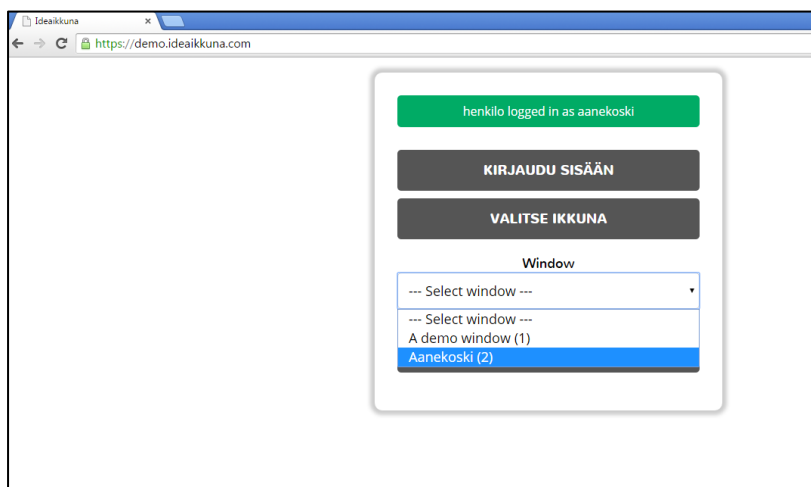 Ideaikkuna
https://demo.ideaikkuna.com
henkilo logged in as aanekoski
KIRJAUDU SISÄÄN
VALITSE IKKUNA
Window
--- Select window ---
--- Select window ---
A demo window (1)
Aanekoski (2)